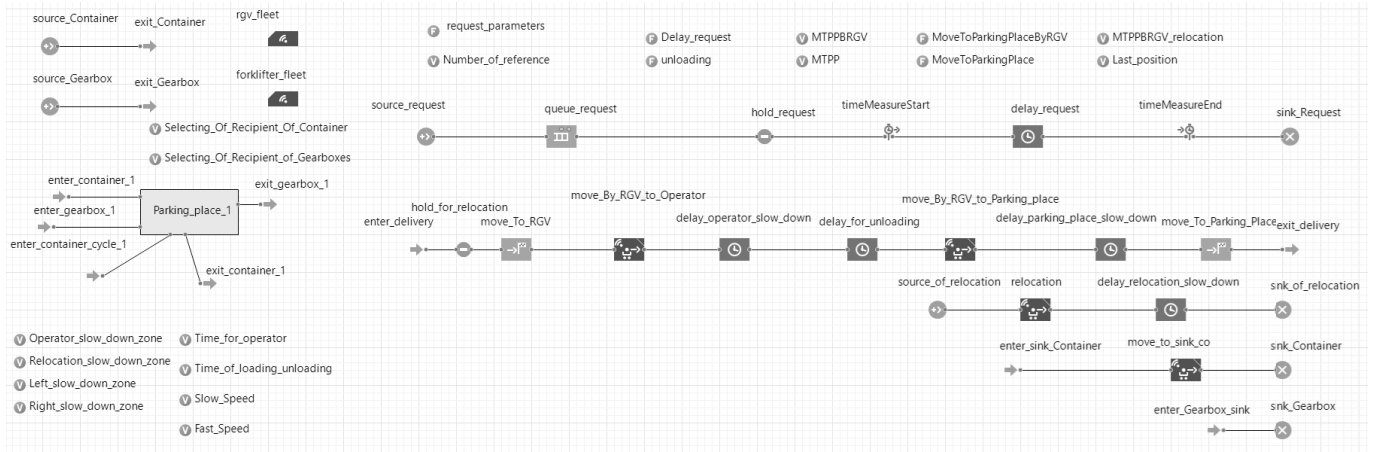 source_Container
exit_Container
rgv_fleet
source_Gearbox
exit_Gearbox
forklifter_fleet
Selecting_Of_Recipient_Of_Container
Selecting_Of_Recipient_of_Gearboxes
request_parameters
Number_of_reference
Delay_request
unloading
MTPPBRGV
MTPP
MoveToParkingPlaceByRGV
MoveToParkingPlace
MTPPBRGV_relocation
Last_position
source_request
queue_request
hold_request
timeMeasureStart
delay_request
timeMeasureEnd
sink_Request
enter_container_1
enter_gearbox_1
enter_container_cycle_1
Parking_place_1
exit_gearbox_1
exit_container_1
enter_delivery
hold_for_relocation
move_To_RGV
move_By_RGV_to_Operator
delay_operator_slow_down
delay_for_unloading
move_By_RGV_to_Parking_place
delay_parking_place_slow_down
move_To_Parking_Place
exit_delivery
source_of_relocation
relocation
delay_relocation_slow_down
snk_of_relocation
enter_sink_Container
move_to_sink_co
snk_Container
enter_Gearbox_sink
snk_Gearbox
Operator_slow_down_zone
Relocation_slow_down_zone
Left_slow_down_zone
Right_slow_down_zone
Time_for_operator
Time_of_loading_unloading
Slow_Speed
Fast_Speed